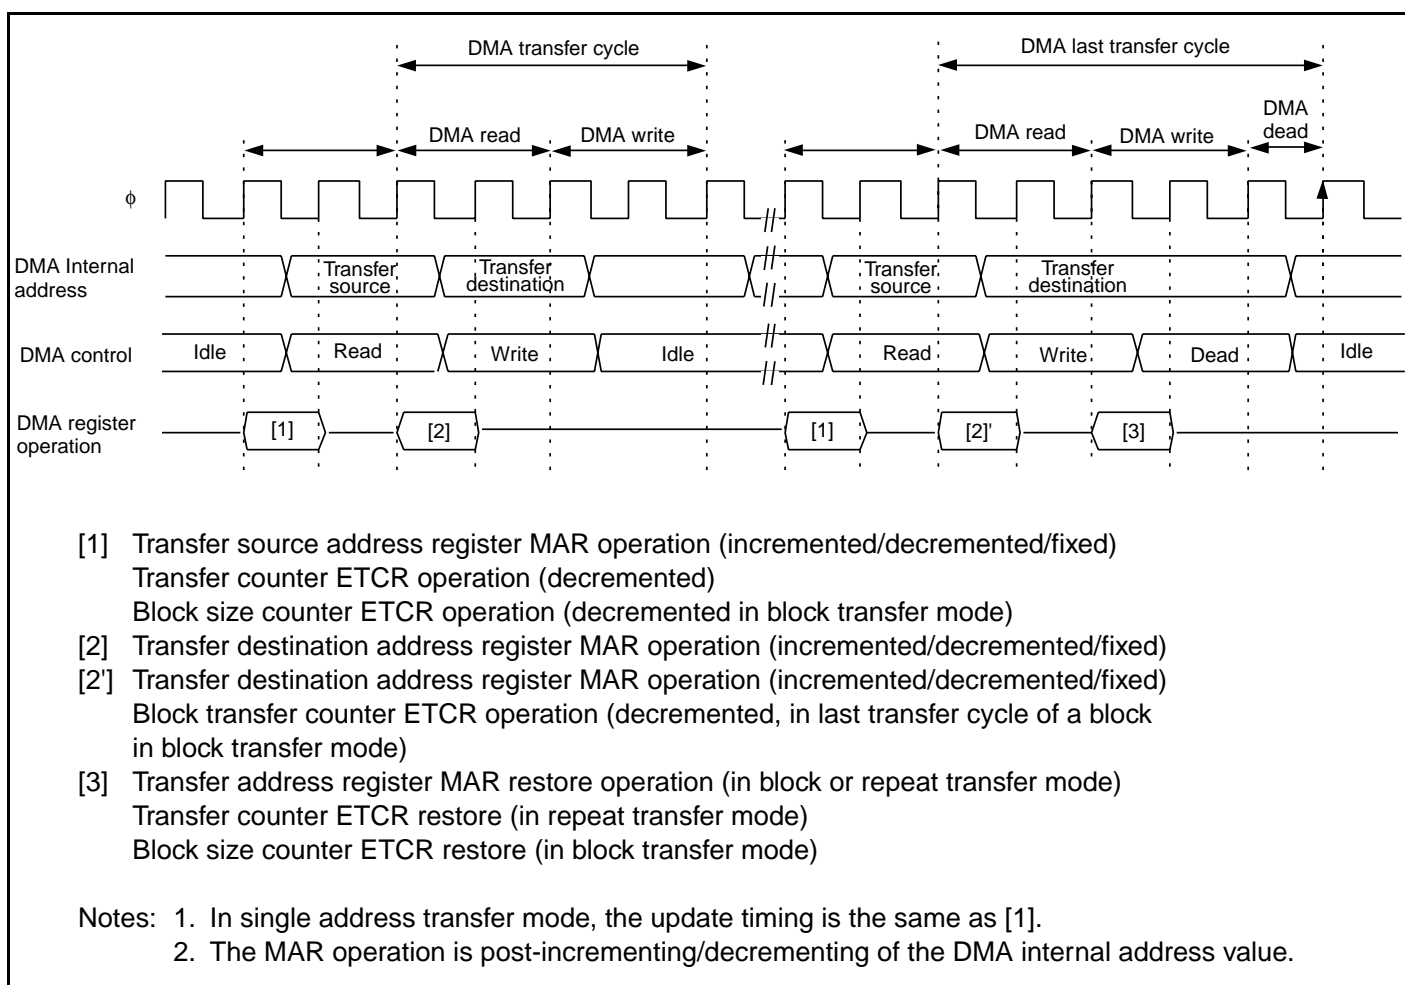 DMA transfer cycle DMA last transfer cycle
DMA read DMA write DMA read DMA write DMA dead
ϕ
DMA Internal address Transfer source Transfer destination Transfer source Transfer destination
DMA control Idle Read Write Idle Read Write Dead Idle
DMA register operation [1] [2] [1] [2]' [3]
[1] Transfer source address register MAR operation (incremented/decremented/fixed)
Transfer counter ETCR operation (decremented)
Block size counter ETCR operation (decremented in block transfer mode)
[2] Transfer destination address register MAR operation (incremented/decremented/fixed)
[2'] Transfer destination address register MAR operation (incremented/decremented/fixed)
Block transfer counter ETCR operation (decremented, in last transfer cycle of a block
in block transfer mode)
[3] Transfer address register MAR restore operation (in block or repeat transfer mode)
Transfer counter ETCR restore (in repeat transfer mode)
Block size counter ETCR restore (in block transfer mode)
Notes: 1. In single address transfer mode, the update timing is the same as [1].
2. The MAR operation is post-incrementing/decrementing of the DMA internal address value.